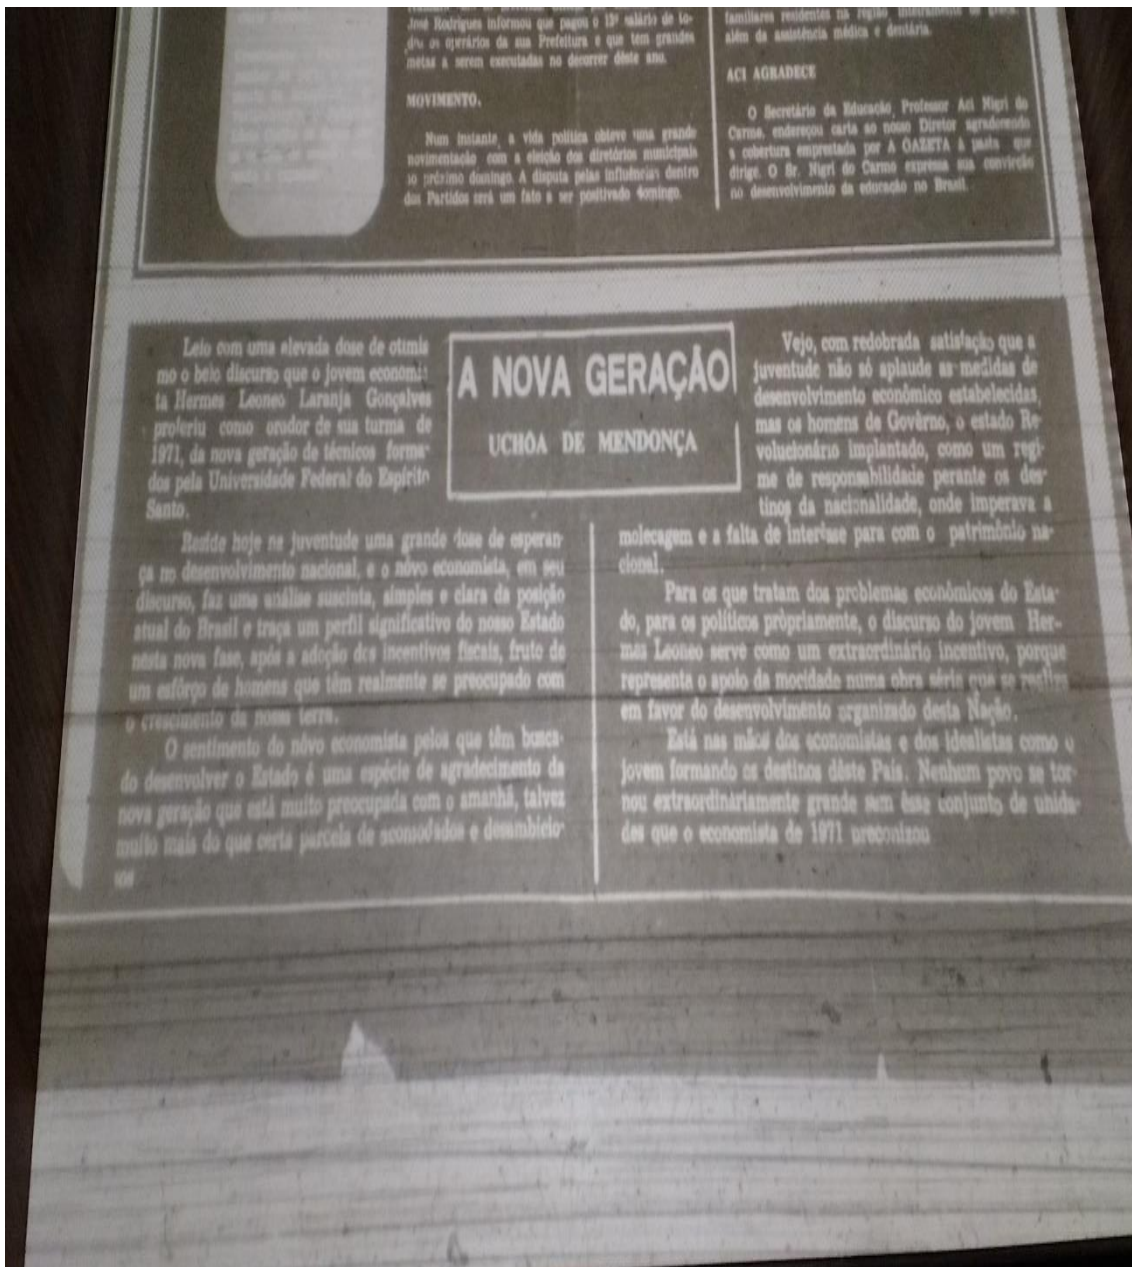 José Rodrigues informou que pagou o 13º salário de to-
dos os operários da sua Prefeitura e que tem grandes
metas a serem executadas no decorrer dêste ano.
MOVIMENTO.
Num instante, a vida política obteve uma grande
movimentação com a eleição dos diretórios municipais
no próximo domingo. A disputa pelas influências dentro
dos Partidos será um fato a ser positivado domingo.
familiares residentes na região, inteiramente
além da assistência médica e dentária.
ACI AGRADECE
O Secretário da Educação, Professor Aci Nigri do
Carmo, endereçou carta ao nosso Diretor agradecendo
a cobertura emprestada por A GAZETA à pasta que
dirige. O Sr. Nigri do Carmo expressa sua convicção
no desenvolvimento da educação no Brasil.
A NOVA GERAÇÃO
UCHÔA DE MENDONÇA
Leio com uma elevada dose de otimis
mo o belo discurso que o jovem economis
ta Hermes Leoneo Laranja Gonçalves
proferiu como orador de sua turma de
1971, da nova geração de técnicos forma-
dos pela Universidade Federal do Espírito
Santo.
Reside hoje na juventude uma grande dose de esperan-
ça no desenvolvimento nacional, e o nôvo economista, em seu
discurso, faz uma análise suscinta, simples e clara da posição
atual do Brasil e traça um perfil significativo do nosso Estado
nesta nova fase, após a adoção dos incentivos fiscais, fruto de
um esfôrço de homens que têm realmente se preocupado com
o crescimento da nossa terra.
O sentimento do nôvo economista pelos que têm busca-
do desenvolver o Estado é uma espécie de agradecimento da
nova geração que está muito preocupada com o amanhã, talvez
muito mais do que certa parcela de acomodados e desambicio-
sos
Vejo, com redobrada satisfação que a
juventude não só aplaude as medidas de
desenvolvimento econômico estabelecidas,
mas os homens de Govêrno, o estado Re-
volucionário implantado, como um regi-
me de responsabilidade perante os des-
tinos da nacionalidade, onde imperava a
molecagem e a falta de interêsse para com o patrimônio na-
cional.
Para os que tratam dos problemas econômicos do Esta-
do, para os políticos pròpriamente, o discurso do jovem Her-
mes Leoneo serve como um extraordinário incentivo, porque
representa o apoio da mocidade numa obra séria que se realiza
em favor do desenvolvimento organizado desta Nação.
Está nas mãos dos economistas e dos idealistas como o
jovem formando os destinos dêste País. Nenhum povo se tor-
nou extraordinàriamente grande sem êsse conjunto de unida-
des que o economista de 1971 preconizou